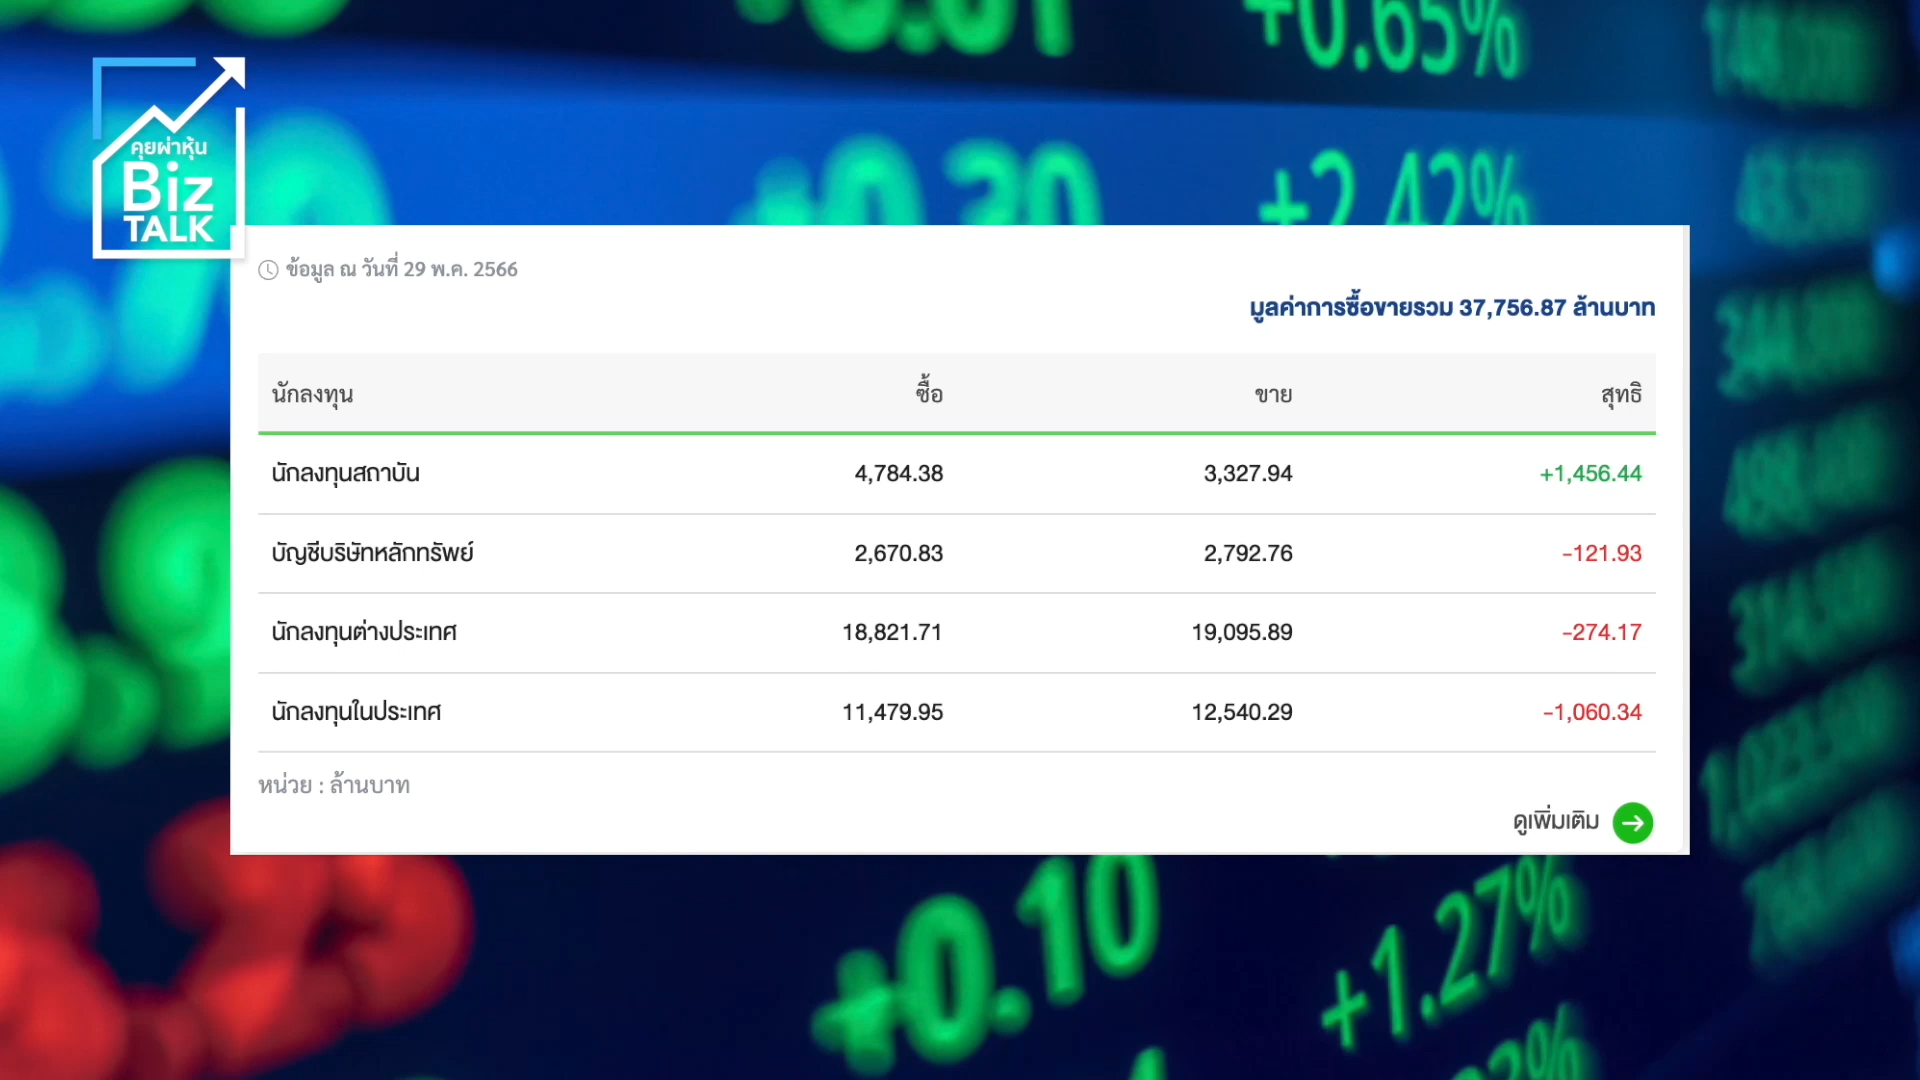 +0.65%
+2.42%
คุยผ่าหุ้น
Biz
TALK
ข้อมูล ณ วันที่ 29 พ.ค. 2566
มูลค่าการซื้อขายรวม 37,756.87 ล้านบาท
นักลงทุน ซื้อ ขาย สุทธิ
นักลงทุนสถาบัน 4,784.38 3,327.94 +1,456.44
บัญชีบริษัทหลักทรัพย์ 2,670.83 2,792.76 -121.93
นักลงทุนต่างประเทศ 18,821.71 19,095.89 -274.17
นักลงทุนในประเทศ 11,479.95 12,540.29 -1,060.34
หน่วย : ล้านบาท
ดูเพิ่มเติม
+0.10
+1.27%